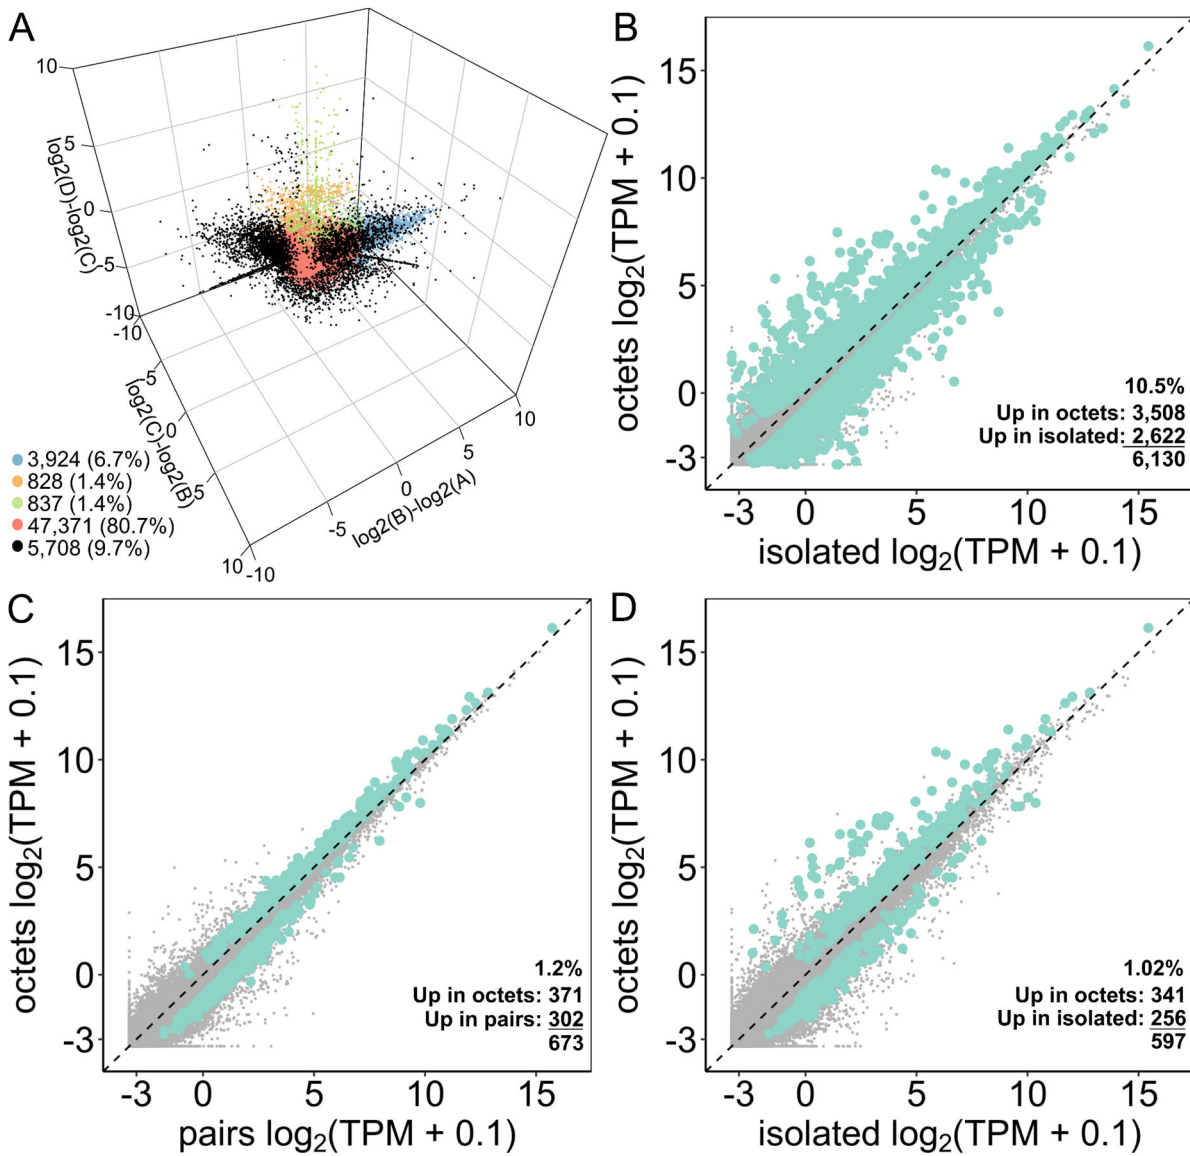 A
10
5
0
-5
-10
log2(D)-log2(C)
-10
-5
0
5
10
log2(C)-log2(B)
-10
-5
0
5
10
log2(B)-log2(A)
3,924 (6.7%)
828 (1.4%)
837 (1.4%)
47,371 (80.7%)
5,708 (9.7%)
B
octets log2(TPM + 0.1)
15
10
5
0
-3
10.5%
Up in octets: 3,508
Up in isolated: 2,622
6,130
-3 0 5 10 15
isolated log2(TPM + 0.1)
C
octets log2(TPM + 0.1)
15
10
5
0
-3
1.2%
Up in octets: 371
Up in pairs: 302
673
-3 0 5 10 15
pairs log2(TPM + 0.1)
D
octets log2(TPM + 0.1)
15
10
5
0
-3
1.02%
Up in octets: 341
Up in isolated: 256
597
-3 0 5 10 15
isolated log2(TPM + 0.1)